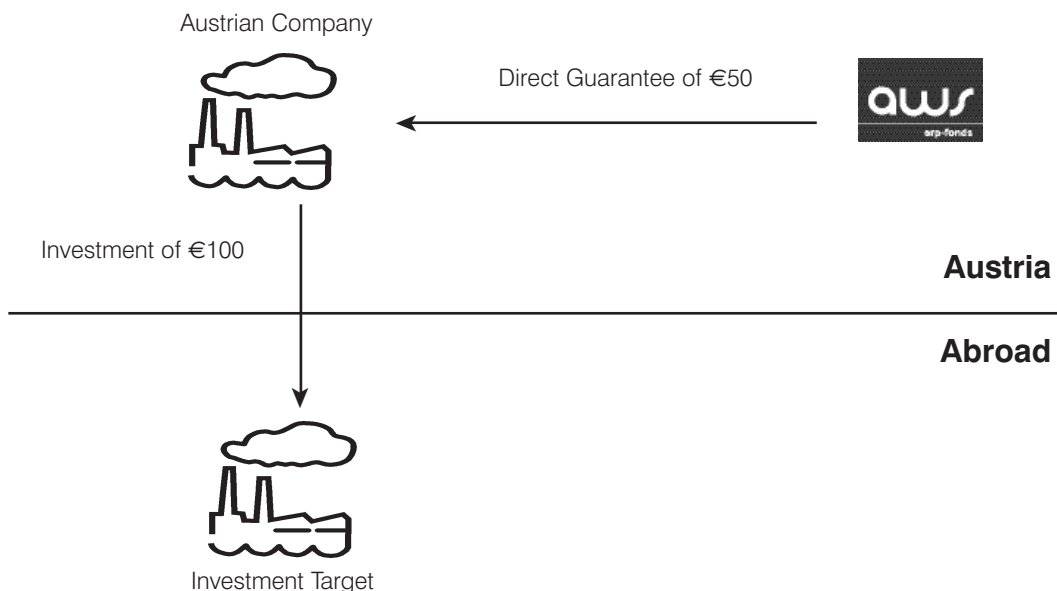 Austrian Company
Direct Guarantee of €50
aws
erp-fonds
Investment of €100
Austria
Abroad
Investment Target